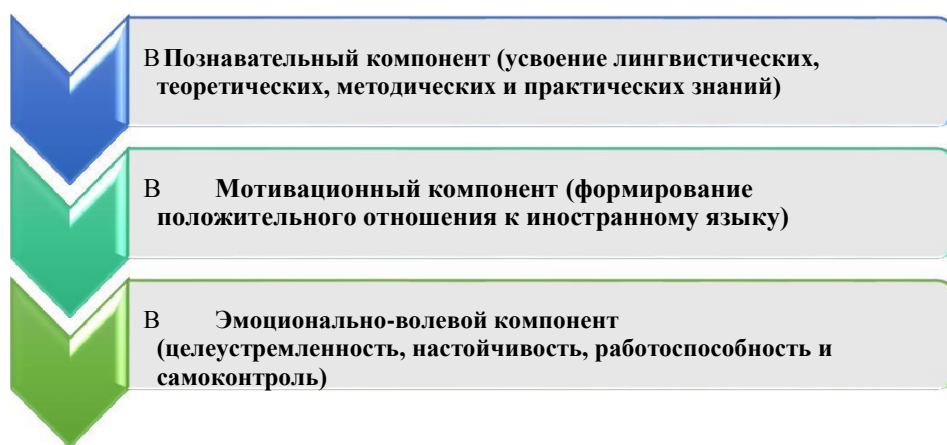 В Познавательный компонент (усвоение лингвистических,
теоретических, методических и практических знаний)
В Мотивационный компонент (формирование
положительного отношения к иностранному языку)
В Эмоционально-волевой компонент
(целеустремленность, настойчивость, работоспособность и
самоконтроль)